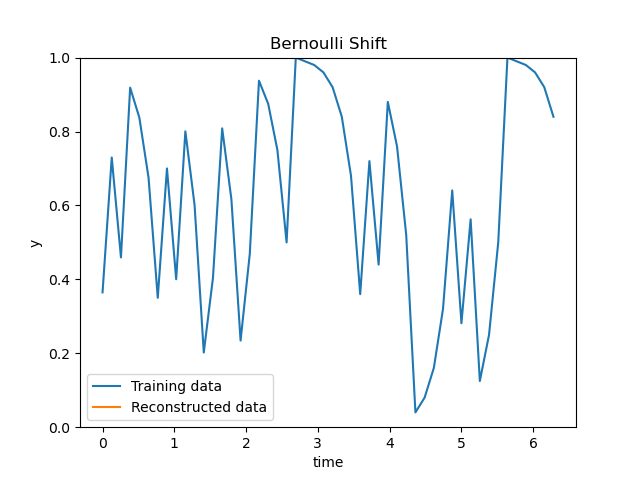 Bernoulli Shift
1.0
0.8
0.6
0.4
0.2
0.0
y
Training data
Reconstructed data
0 1 2 3 4 5 6
time